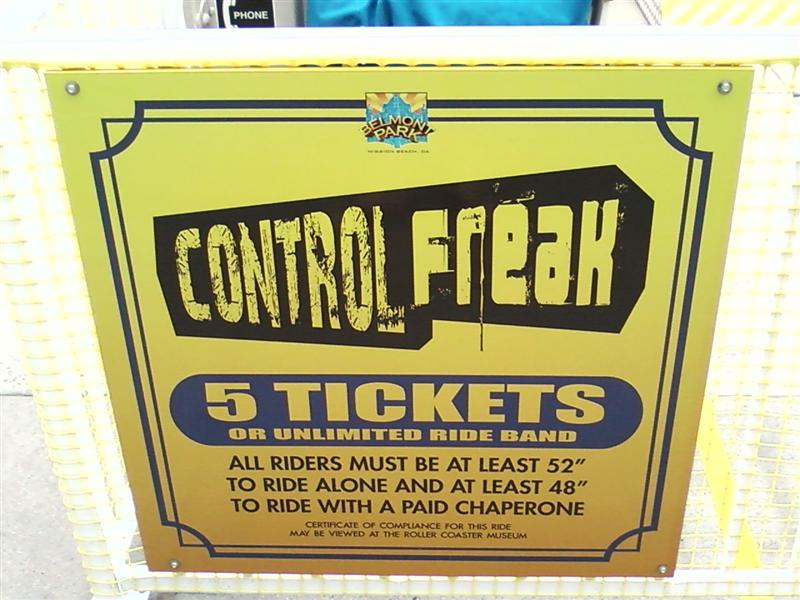 PHONE
BELMONT
PARK
MISSION BEACH, CA
CONTROL FREAK
5 TICKETS
OR UNLIMITED RIDE BAND
ALL RIDERS MUST BE AT LEAST 52”
TO RIDE ALONE AND AT LEAST 48”
TO RIDE WITH A PAID CHAPERONE
CERTIFICATE OF COMPLIANCE FOR THIS RIDE
MAY BE VIEWED AT THE ROLLER COASTER MUSEUM